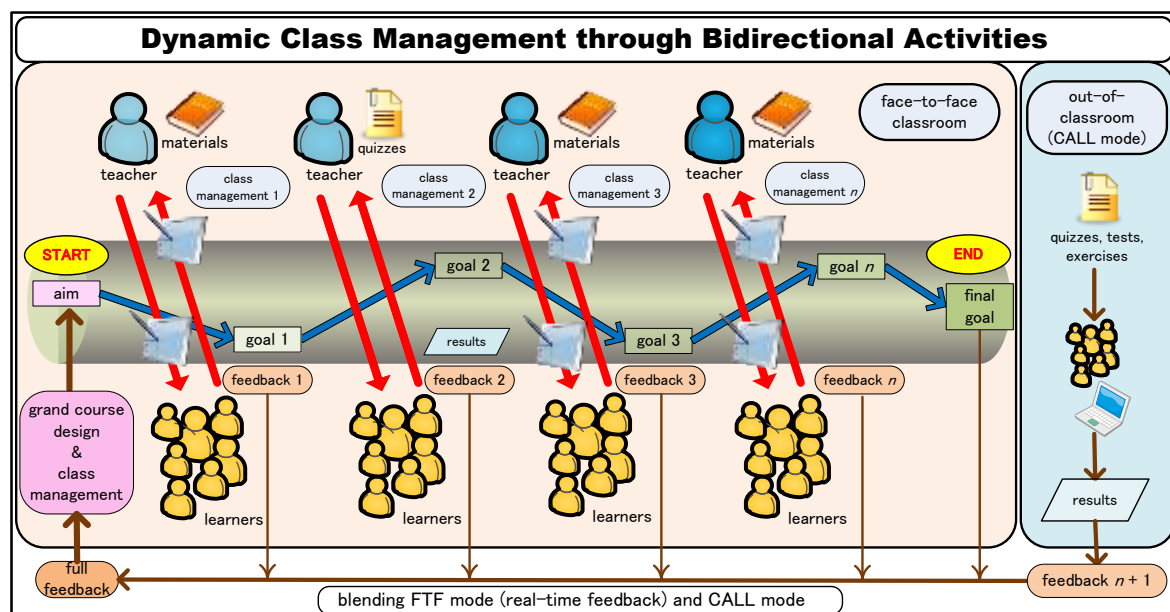 Dynamic Class Management through Bidirectional Activities
face-to-face
classroom
out-of-
classroom
(CALL mode)
materials
teacher
class
management 1
quizzes
teacher
class
management 2
materials
teacher
class
management 3
materials
teacher
class
management n
quizzes, tests,
exercises
START
END
aim
goal 1
goal 2
results
goal 3
goal n
final
goal
feedback 1
feedback 2
feedback 3
feedback n
grand course
design
&
class
management
learners
learners
learners
learners
results
full
feedback
feedback n + 1
blending FTF mode (real-time feedback) and CALL mode